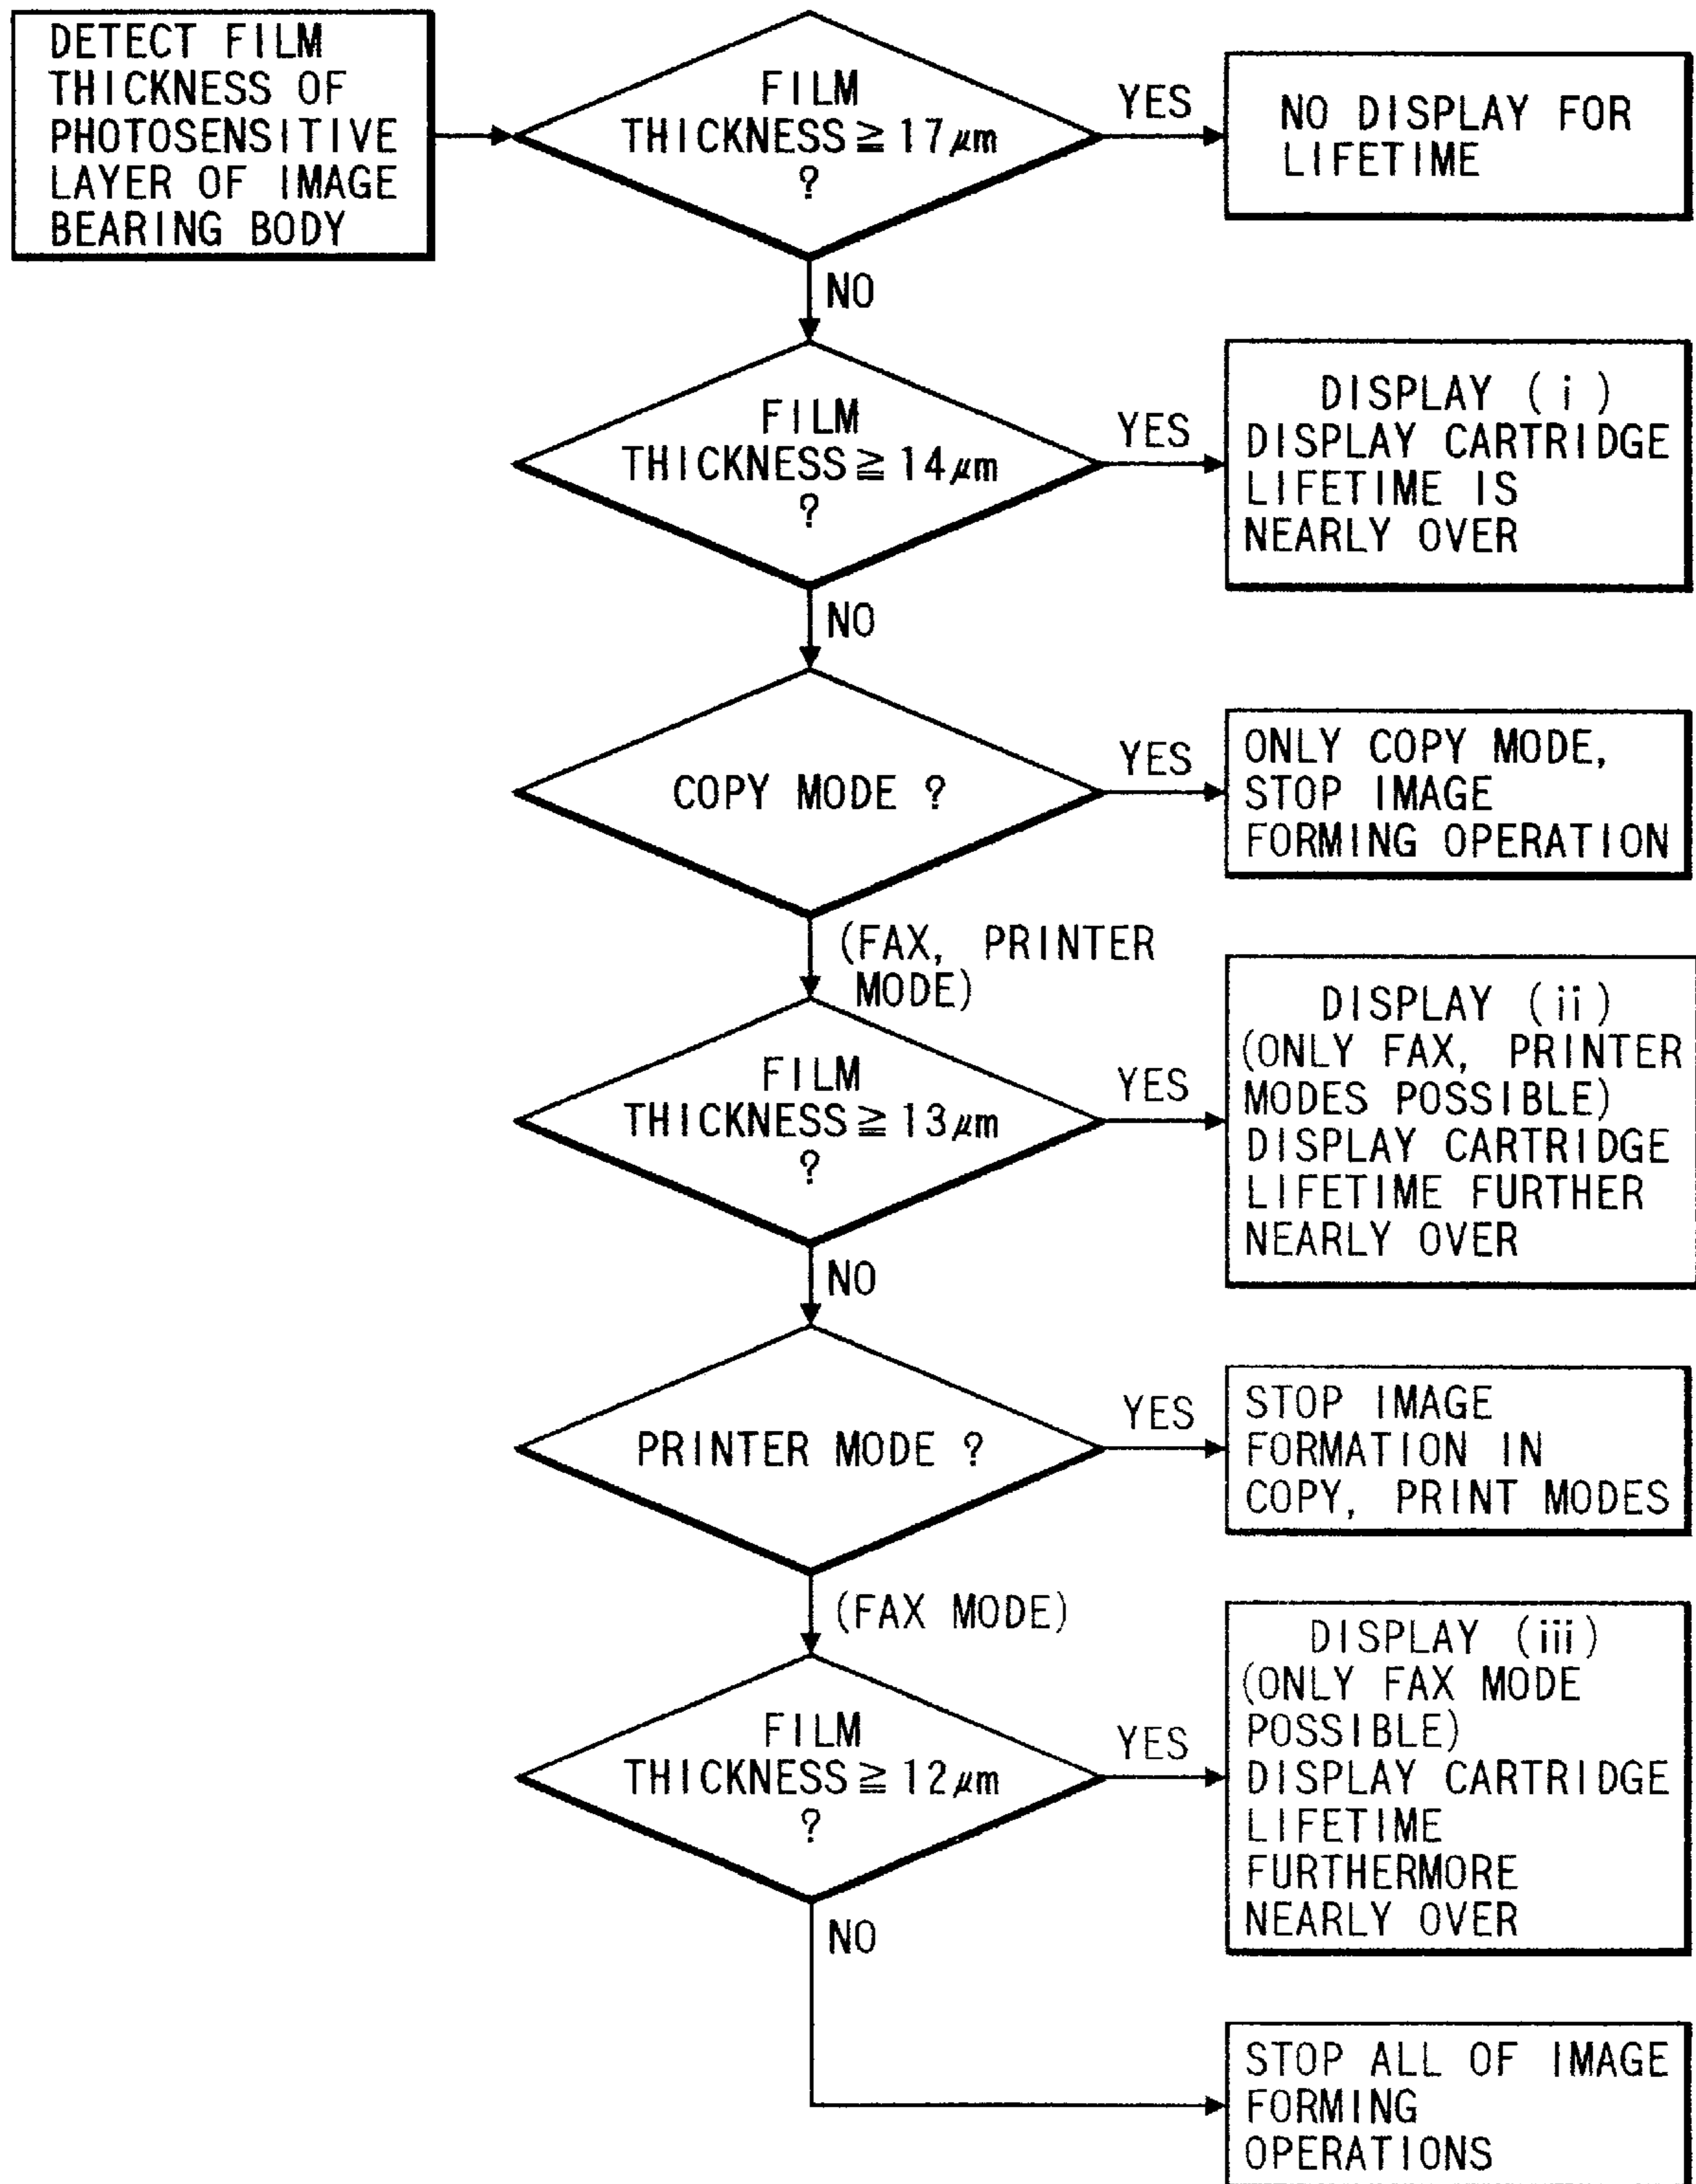 DETECT FILM
THICKNESS OF
PHOTOSENSITIVE
LAYER OF IMAGE
BEARING BODY
FILM
THICKNESS ≧ 17μm
?
YES
NO DISPLAY FOR
LIFETIME
NO
FILM
THICKNESS ≧ 14μm
?
YES
DISPLAY (i)
DISPLAY CARTRIDGE
LIFETIME IS
NEARLY OVER
NO
COPY MODE ?
YES
ONLY COPY MODE,
STOP IMAGE
FORMING OPERATION
(FAX, PRINTER
MODE)
FILM
THICKNESS ≧ 13μm
?
YES
DISPLAY (ii)
(ONLY FAX, PRINTER
MODES POSSIBLE)
DISPLAY CARTRIDGE
LIFETIME FURTHER
NEARLY OVER
NO
PRINTER MODE ?
YES
STOP IMAGE
FORMATION IN
COPY, PRINT MODES
(FAX MODE)
FILM
THICKNESS ≧ 12μm
?
YES
DISPLAY (iii)
(ONLY FAX MODE
POSSIBLE)
DISPLAY CARTRIDGE
LIFETIME
FURTHERMORE
NEARLY OVER
NO
STOP ALL OF IMAGE
FORMING
OPERATIONS